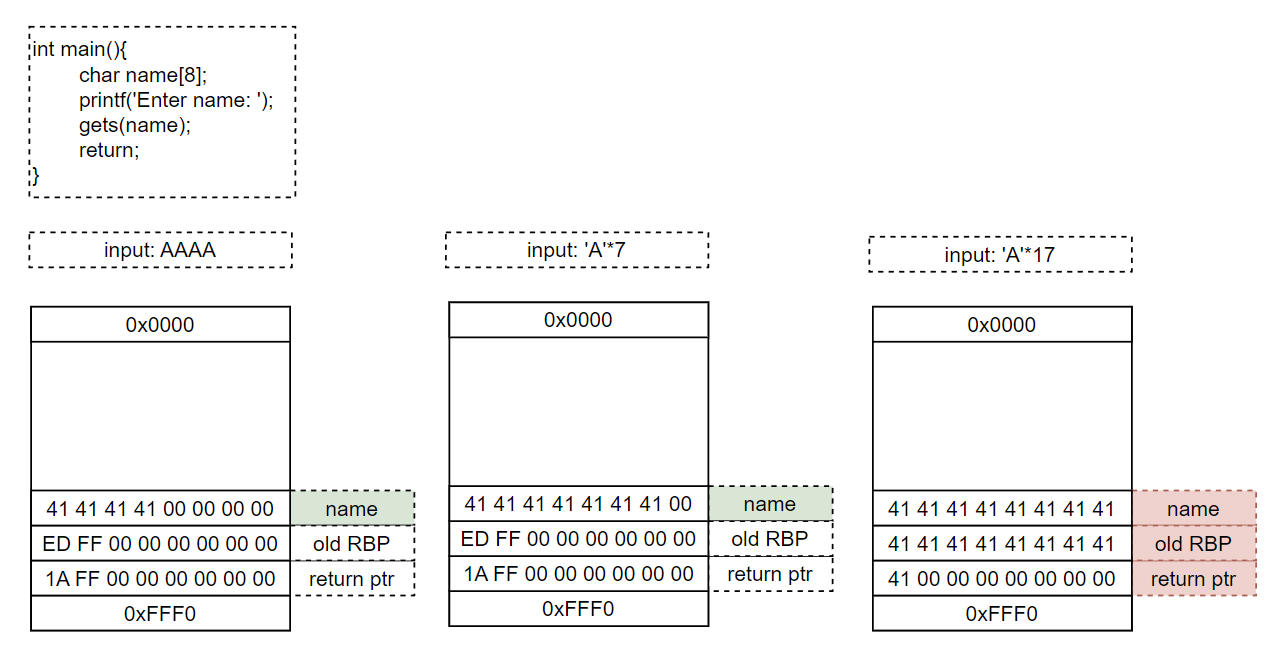 int main(){
char name[8];
printf('Enter name: ');
gets(name);
return;
}
input: AAAA
0x0000
41 41 41 41 00 00 00 00 name
ED FF 00 00 00 00 00 00 old RBP
1A FF 00 00 00 00 00 00 return ptr
0xFFF0
input: 'A'*7
0x0000
41 41 41 41 41 41 41 00 name
ED FF 00 00 00 00 00 00 old RBP
1A FF 00 00 00 00 00 00 return ptr
0xFFF0
input: 'A'*17
0x0000
41 41 41 41 41 41 41 41 name
41 41 41 41 41 41 41 41 old RBP
41 00 00 00 00 00 00 00 return ptr
0xFFF0